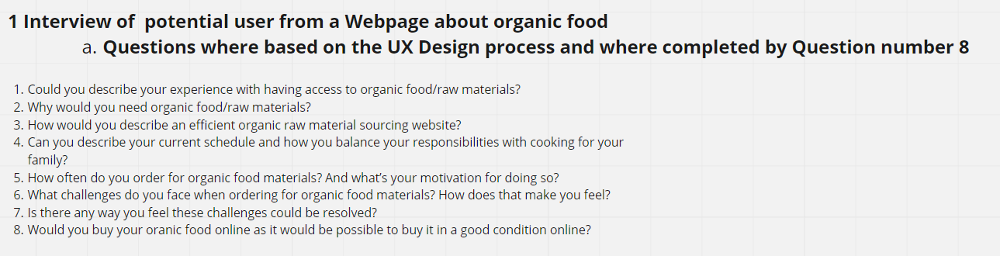 1 Interview of potential user from a Webpage about organic food
a. Questions where based on the UX Design process and where completed by Question number 8
1. Could you describe your experience with having access to organic food/raw materials?
2. Why would you need organic food/raw materials?
3. How would you describe an efficient organic raw material sourcing website?
4. Can you describe your current schedule and how you balance your responsibilities with cooking for your
family?
5. How often do you order for organic food materials? And what's your motivation for doing so?
6. What challenges do you face when ordering for organic food materials? How does that make you feel?
7. Is there any way you feel these challenges could be resolved?
8. Would you buy your oranic food online as it would be possible to buy it in a good condition online?